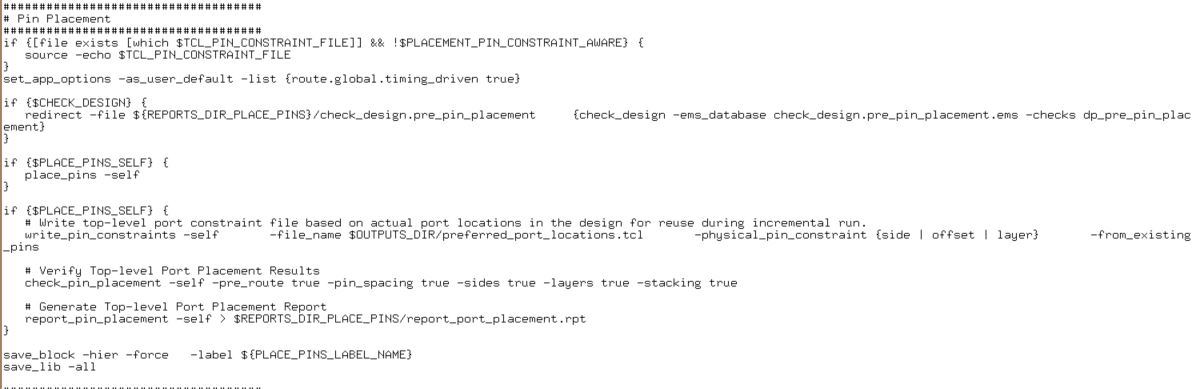 ####################################
# Pin Placement
####################################
if {[file exists [which $TCL_PIN_CONSTRAINT_FILE]] && !$PLACEMENT_PIN_CONSTRAINT_AWARE} {
   source -echo $TCL_PIN_CONSTRAINT_FILE
}
set_app_options -as_user_default -list {route.global.timing_driven true}

if {$CHECK_DESIGN} {
   redirect -file ${REPORTS_DIR_PLACE_PINS}/check_design.pre_pin_placement     {check_design -ems_database check_design.pre_pin_placement.ems -checks dp_pre_pin_plac
ement}
}

if {$PLACE_PINS_SELF} {
   place_pins -self
}

if {$PLACE_PINS_SELF} {
   # Write top-level port constraint file based on actual port locations in the design for reuse during incremental run.
   write_pin_constraints -self       -file_name $OUTPUTS_DIR/preferred_port_locations.tcl       -physical_pin_constraint {side | offset | layer}       -from_existing
_pins

   # Verify Top-level Port Placement Results
   check_pin_placement -self -pre_route true -pin_spacing true -sides true -layers true -stacking true

   # Generate Top-level Port Placement Report
   report_pin_placement -self > $REPORTS_DIR_PLACE_PINS/report_port_placement.rpt
}

save_block -hier -force   -label ${PLACE_PINS_LABEL_NAME}
save_lib -all

####################################